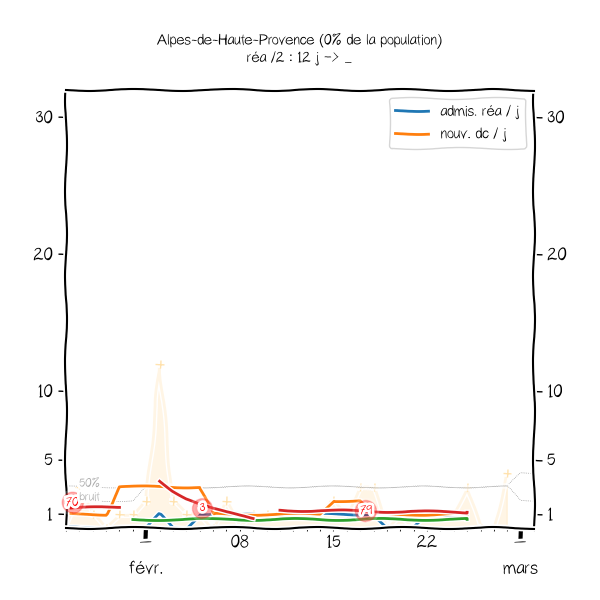 Alpes-de-Haute-Provence (0% de la population)
réa /2 : 12 j -> _
admis. réa / j
nouv. dc / j
30
30
20
20
10
10
5
5
50%
bruit
70
3
79
1
1
08
15
22
févr.
mars